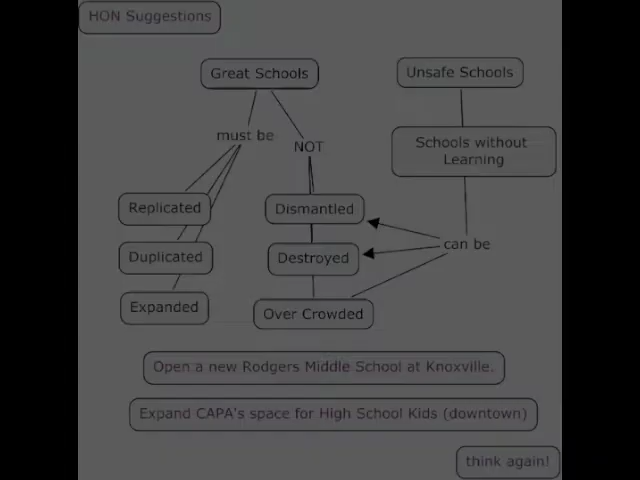 HON Suggestions
Great Schools
Unsafe Schools
must be
NOT
Schools without
Learning
Replicated
Dismantled
Duplicated
Destroyed
can be
Expanded
Over Crowded
Open a new Rodgers Middle School at Knoxville.
Expand CAPA's space for High School Kids (downtown)
think again!